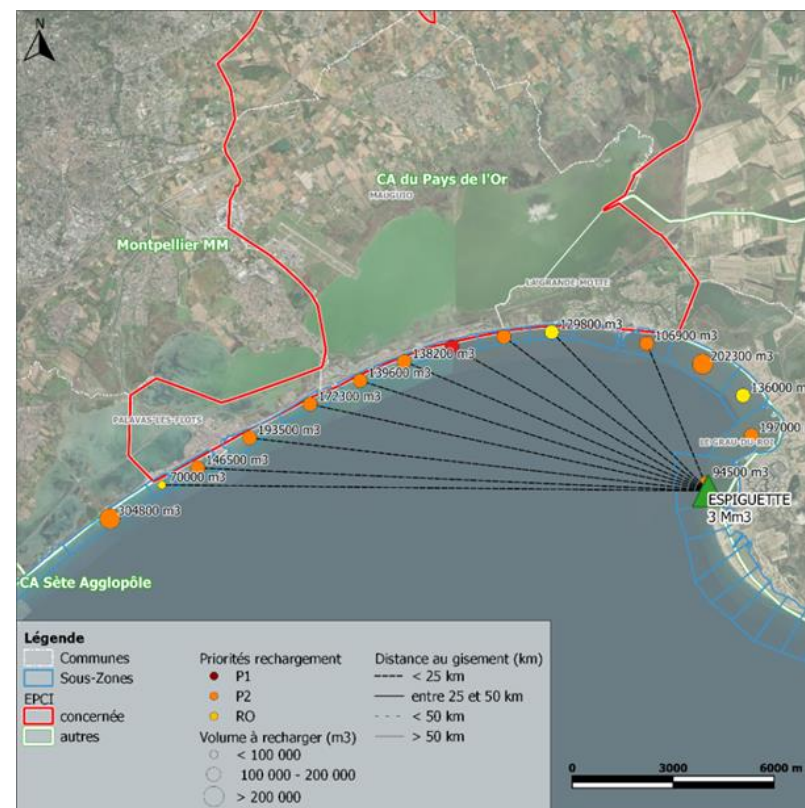 N
CA du Pays de l'Or
MAUGUIO
Montpellier MM
LA GRANDE-MOTTE
129800 m3
106900 m3
138200 m3
202300 m3
139600 m3
136000 m3
172300 m3
PALAVAS-LES-FLOTS
193500 m3
197000
LE GRAU-DU-ROI
146500 m3
94500 m3
70000 m3
ESPIGUETTE
3 Mm3
304800 m3
CA Sète Agglopôle
Légende
Communes
Sous-Zones
EPCI
concernée
autres
Priorités rechargement
P1
P2
RO
Volume à recharger (m3)
< 100 000
100 000 - 200 000
> 200 000
Distance au gisement (km)
< 25 km
entre 25 et 50 km
< 50 km
> 50 km
0 3000 6000 m